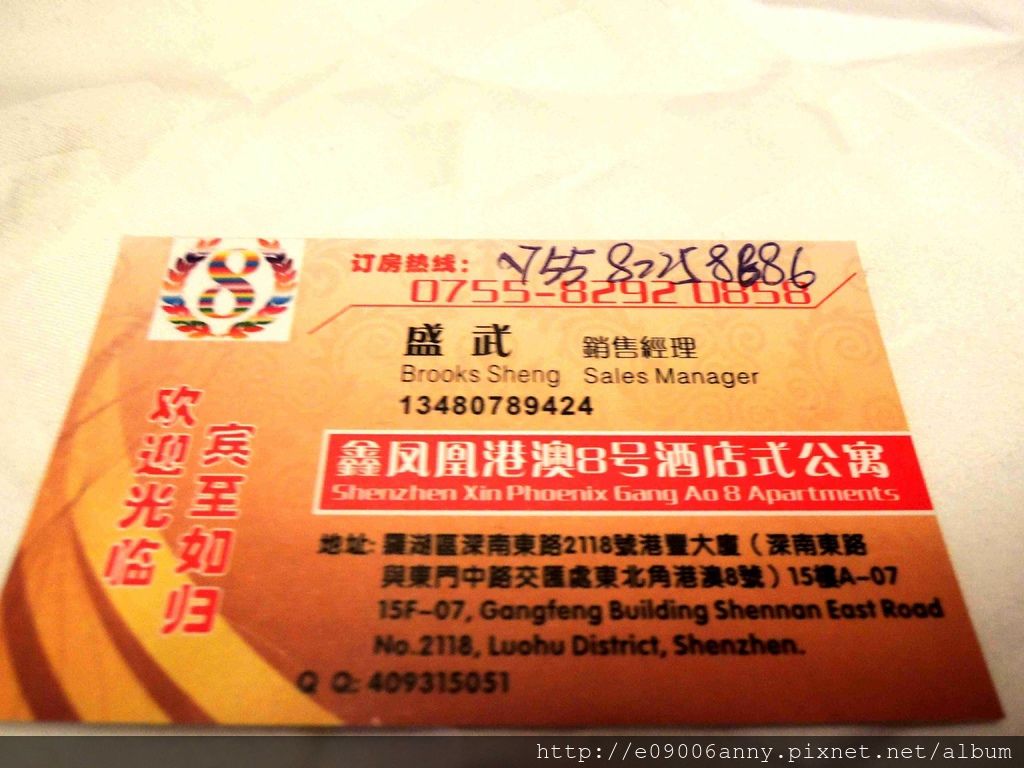 8
订房热线:
0755 82258686
0755-8292 0858
盛 武 銷售經理
Brooks Sheng Sales Manager
13480789424
欢迎光临
宾至如归
鑫凤凰港澳8号酒店式公寓
Shenzhen Xin Phoenix Gang Ao 8 Apartments
地址: 羅湖區深南東路2118號港豐大廈（深南東路
與東門中路交匯處東北角港澳8號）15樓A-07
15F-07, Gangfeng Building Shennan East Road
No.2118, Luohu District, Shenzhen.
Q Q: 409315051
http://e09006anny.pixnet.net/album